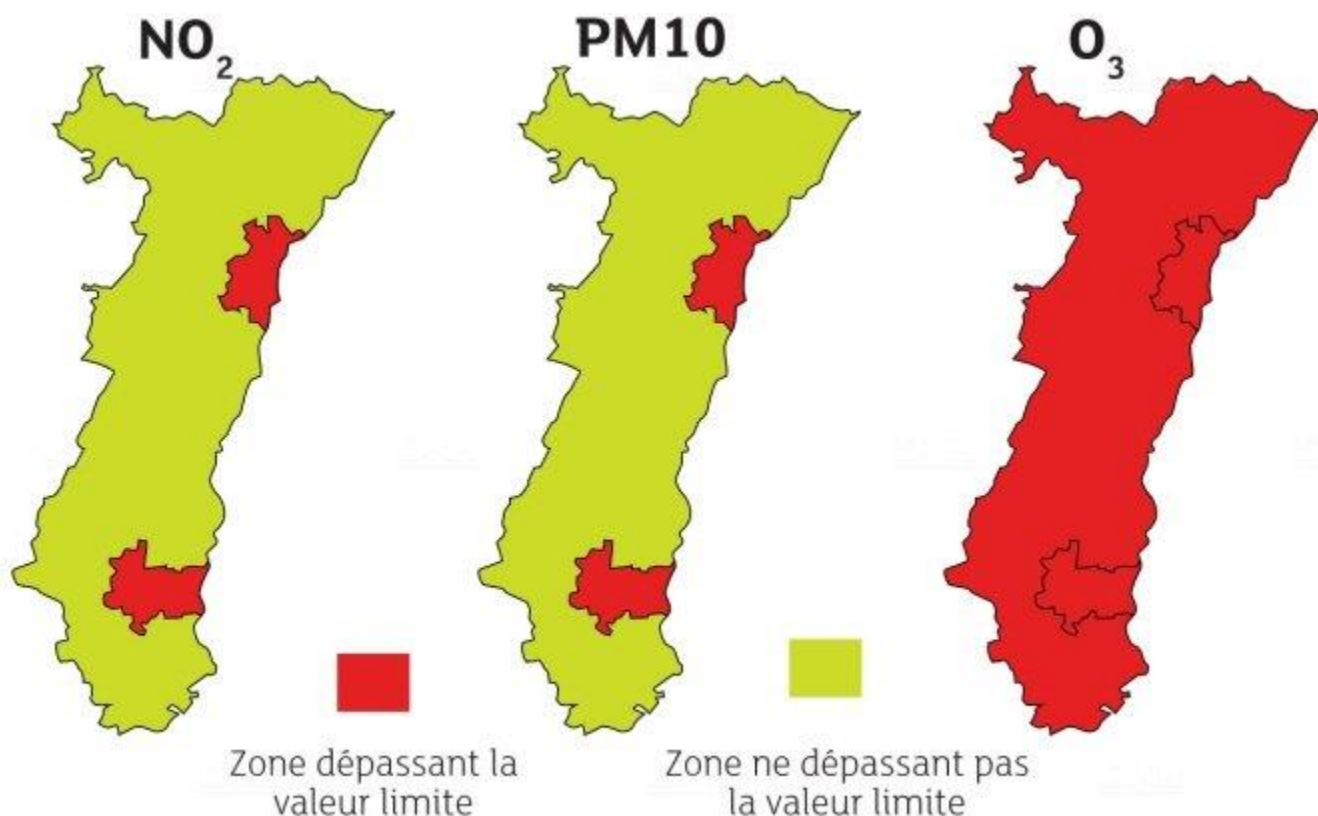 NO₂
PM10
O₃
Zone dépassant la
valeur limite
Zone ne dépassant pas
la valeur limite